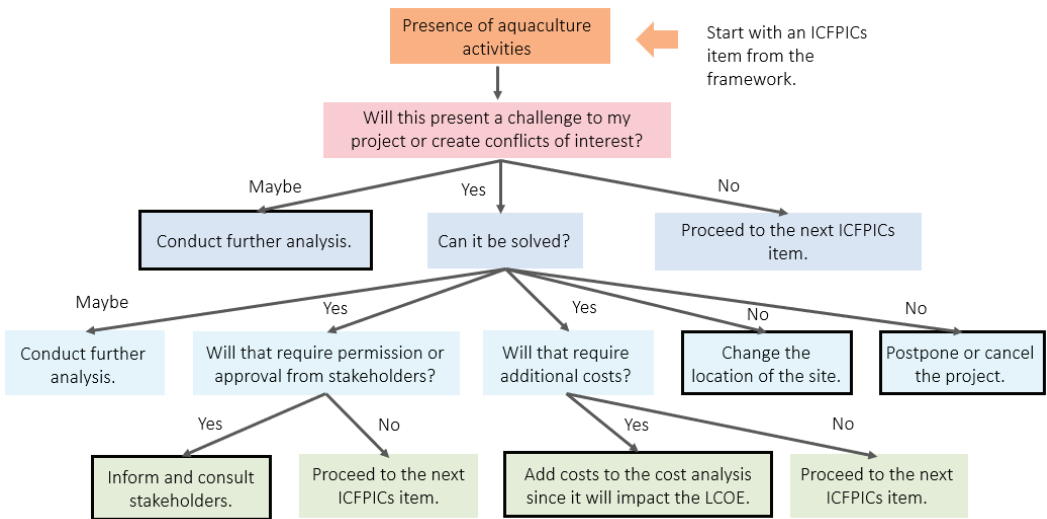 Presence of aquaculture
activities
Start with an ICFPICs
item from the
framework.
Will this present a challenge to my
project or create conflicts of interest?
Maybe
Yes
No
Conduct further analysis.
Can it be solved?
Proceed to the next ICFPICs
item.
Maybe
Yes
Yes
No
No
Conduct further
analysis.
Will that require permission or
approval from stakeholders?
Will that require
additional costs?
Change the
location of the site.
Postpone or cancel
the project.
Yes
No
Yes
No
Inform and consult
stakeholders.
Proceed to the next
ICFPICs item.
Add costs to the cost analysis
since it will impact the LCOE.
Proceed to the next
ICFPICs item.